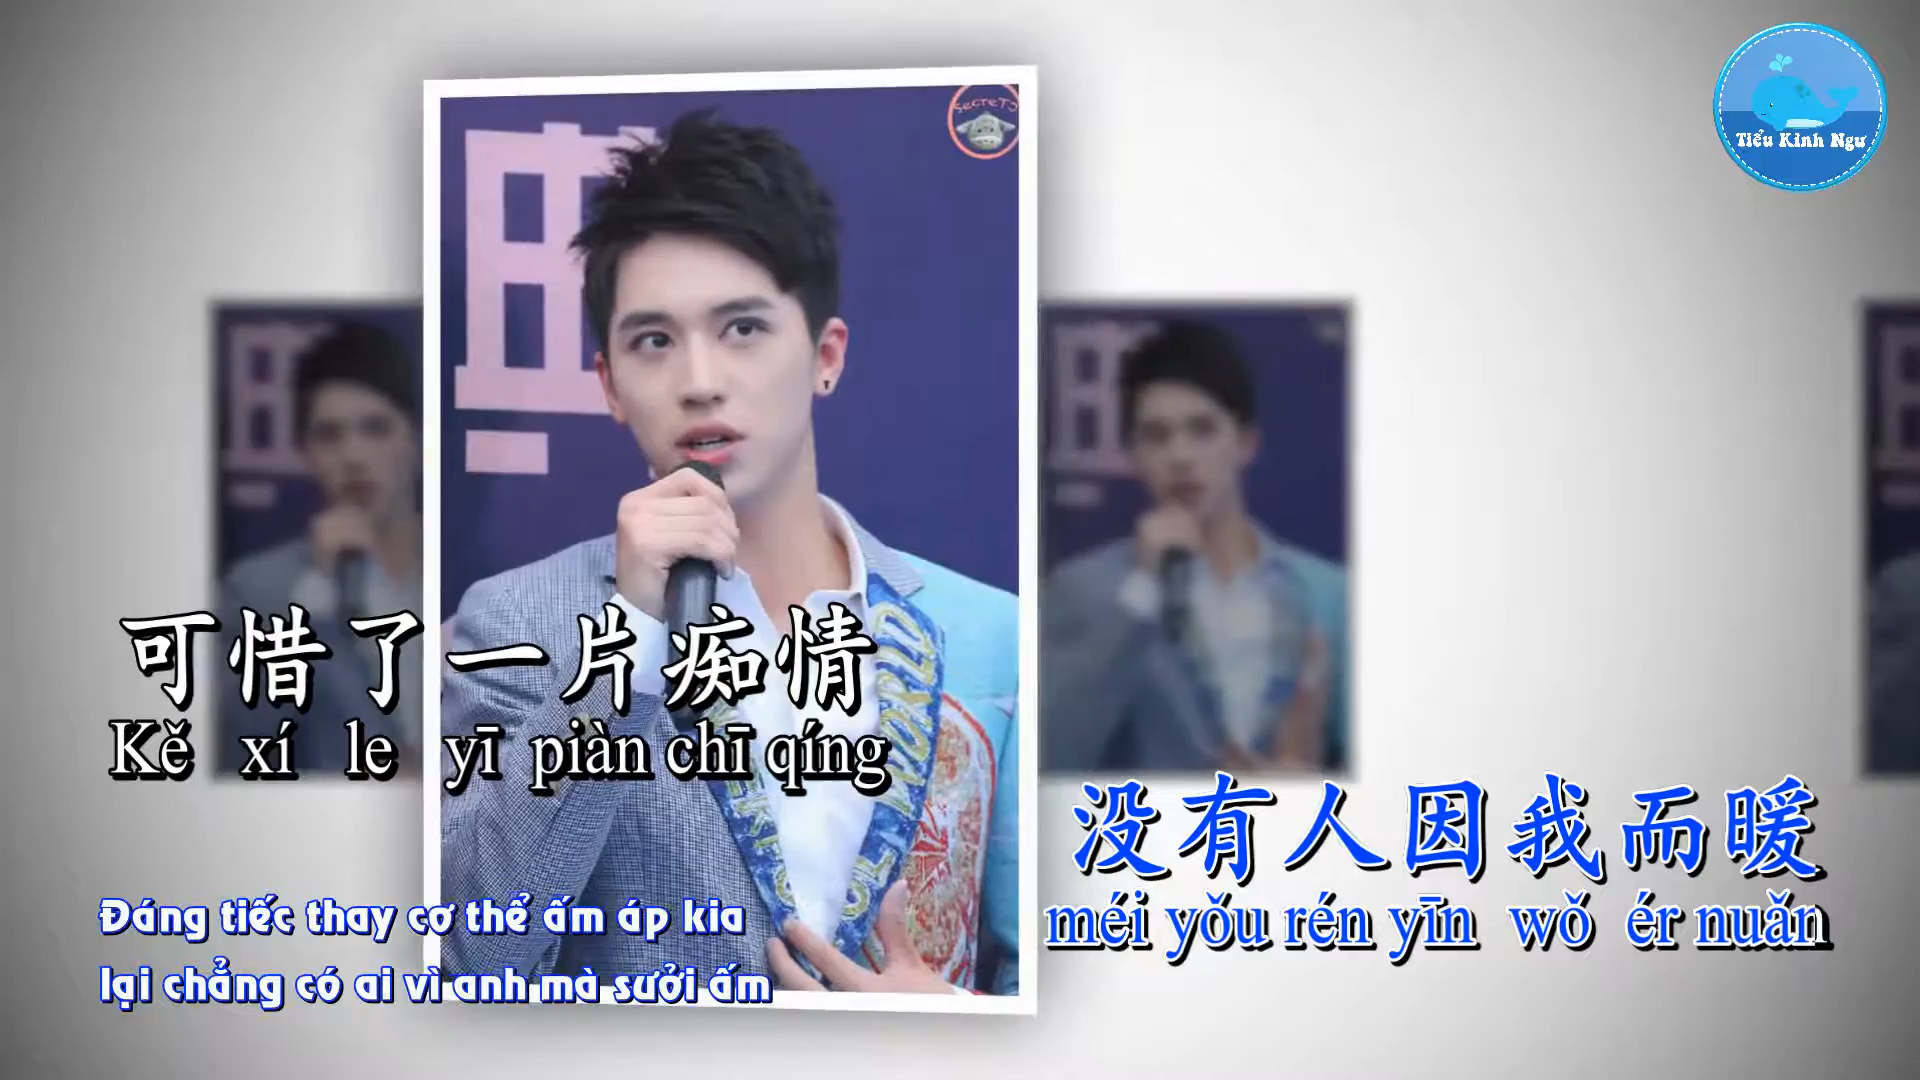 SecreTJ
Tiểu Kình Ngư
WORLD
可惜了一片痴情
Kě xí le yī piàn chī qíng
没有人因我而暖
méi yǒu rén yīn wǒ ér nuǎn
Đáng tiếc thay cơ thể ấm áp kia
lại chẳng có ai vì anh mà sưởi ấm